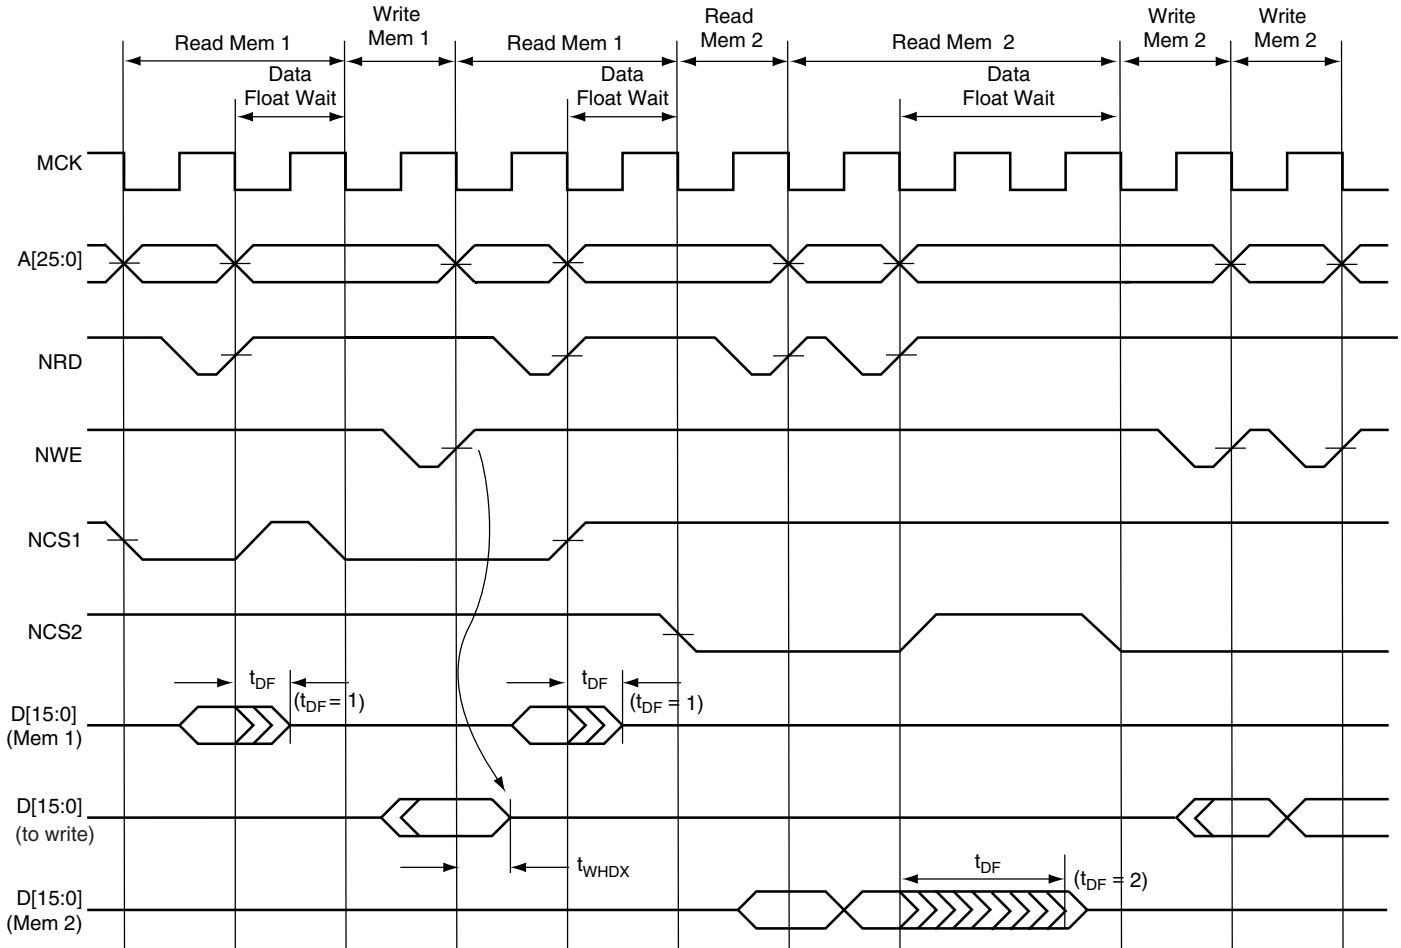 Read Mem 1
Write
Mem 1
Read Mem 1
Read
Mem 2
Read Mem 2
Write
Mem 2
Write
Mem 2
Data
Float Wait
Data
Float Wait
Data
Float Wait
MCK
A[25:0]
NRD
NWE
NCS1
NCS2
tDF
(tDF = 1)
tDF
(tDF = 1)
D[15:0]
(Mem 1)
D[15:0]
(to write)
tWHDX
tDF
(tDF = 2)
D[15:0]
(Mem 2)